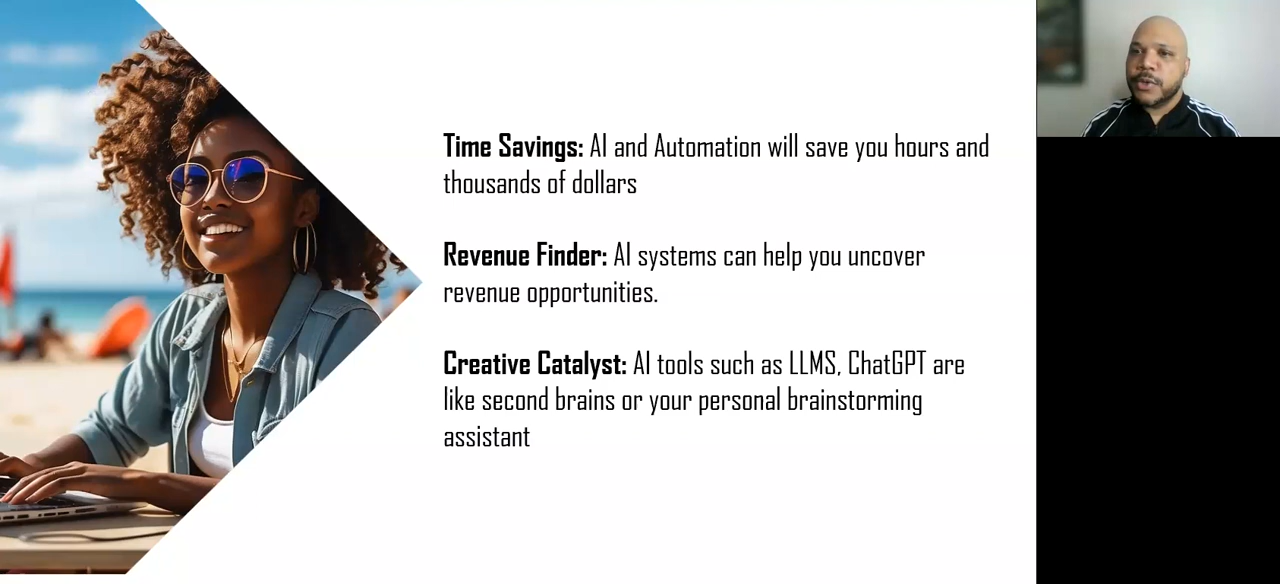 Time Savings: AI and Automation will save you hours and
thousands of dollars
Revenue Finder: AI systems can help you uncover
revenue opportunities.
Creative Catalyst: AI tools such as LLMS, ChatGPT are
like second brains or your personal brainstorming
assistant